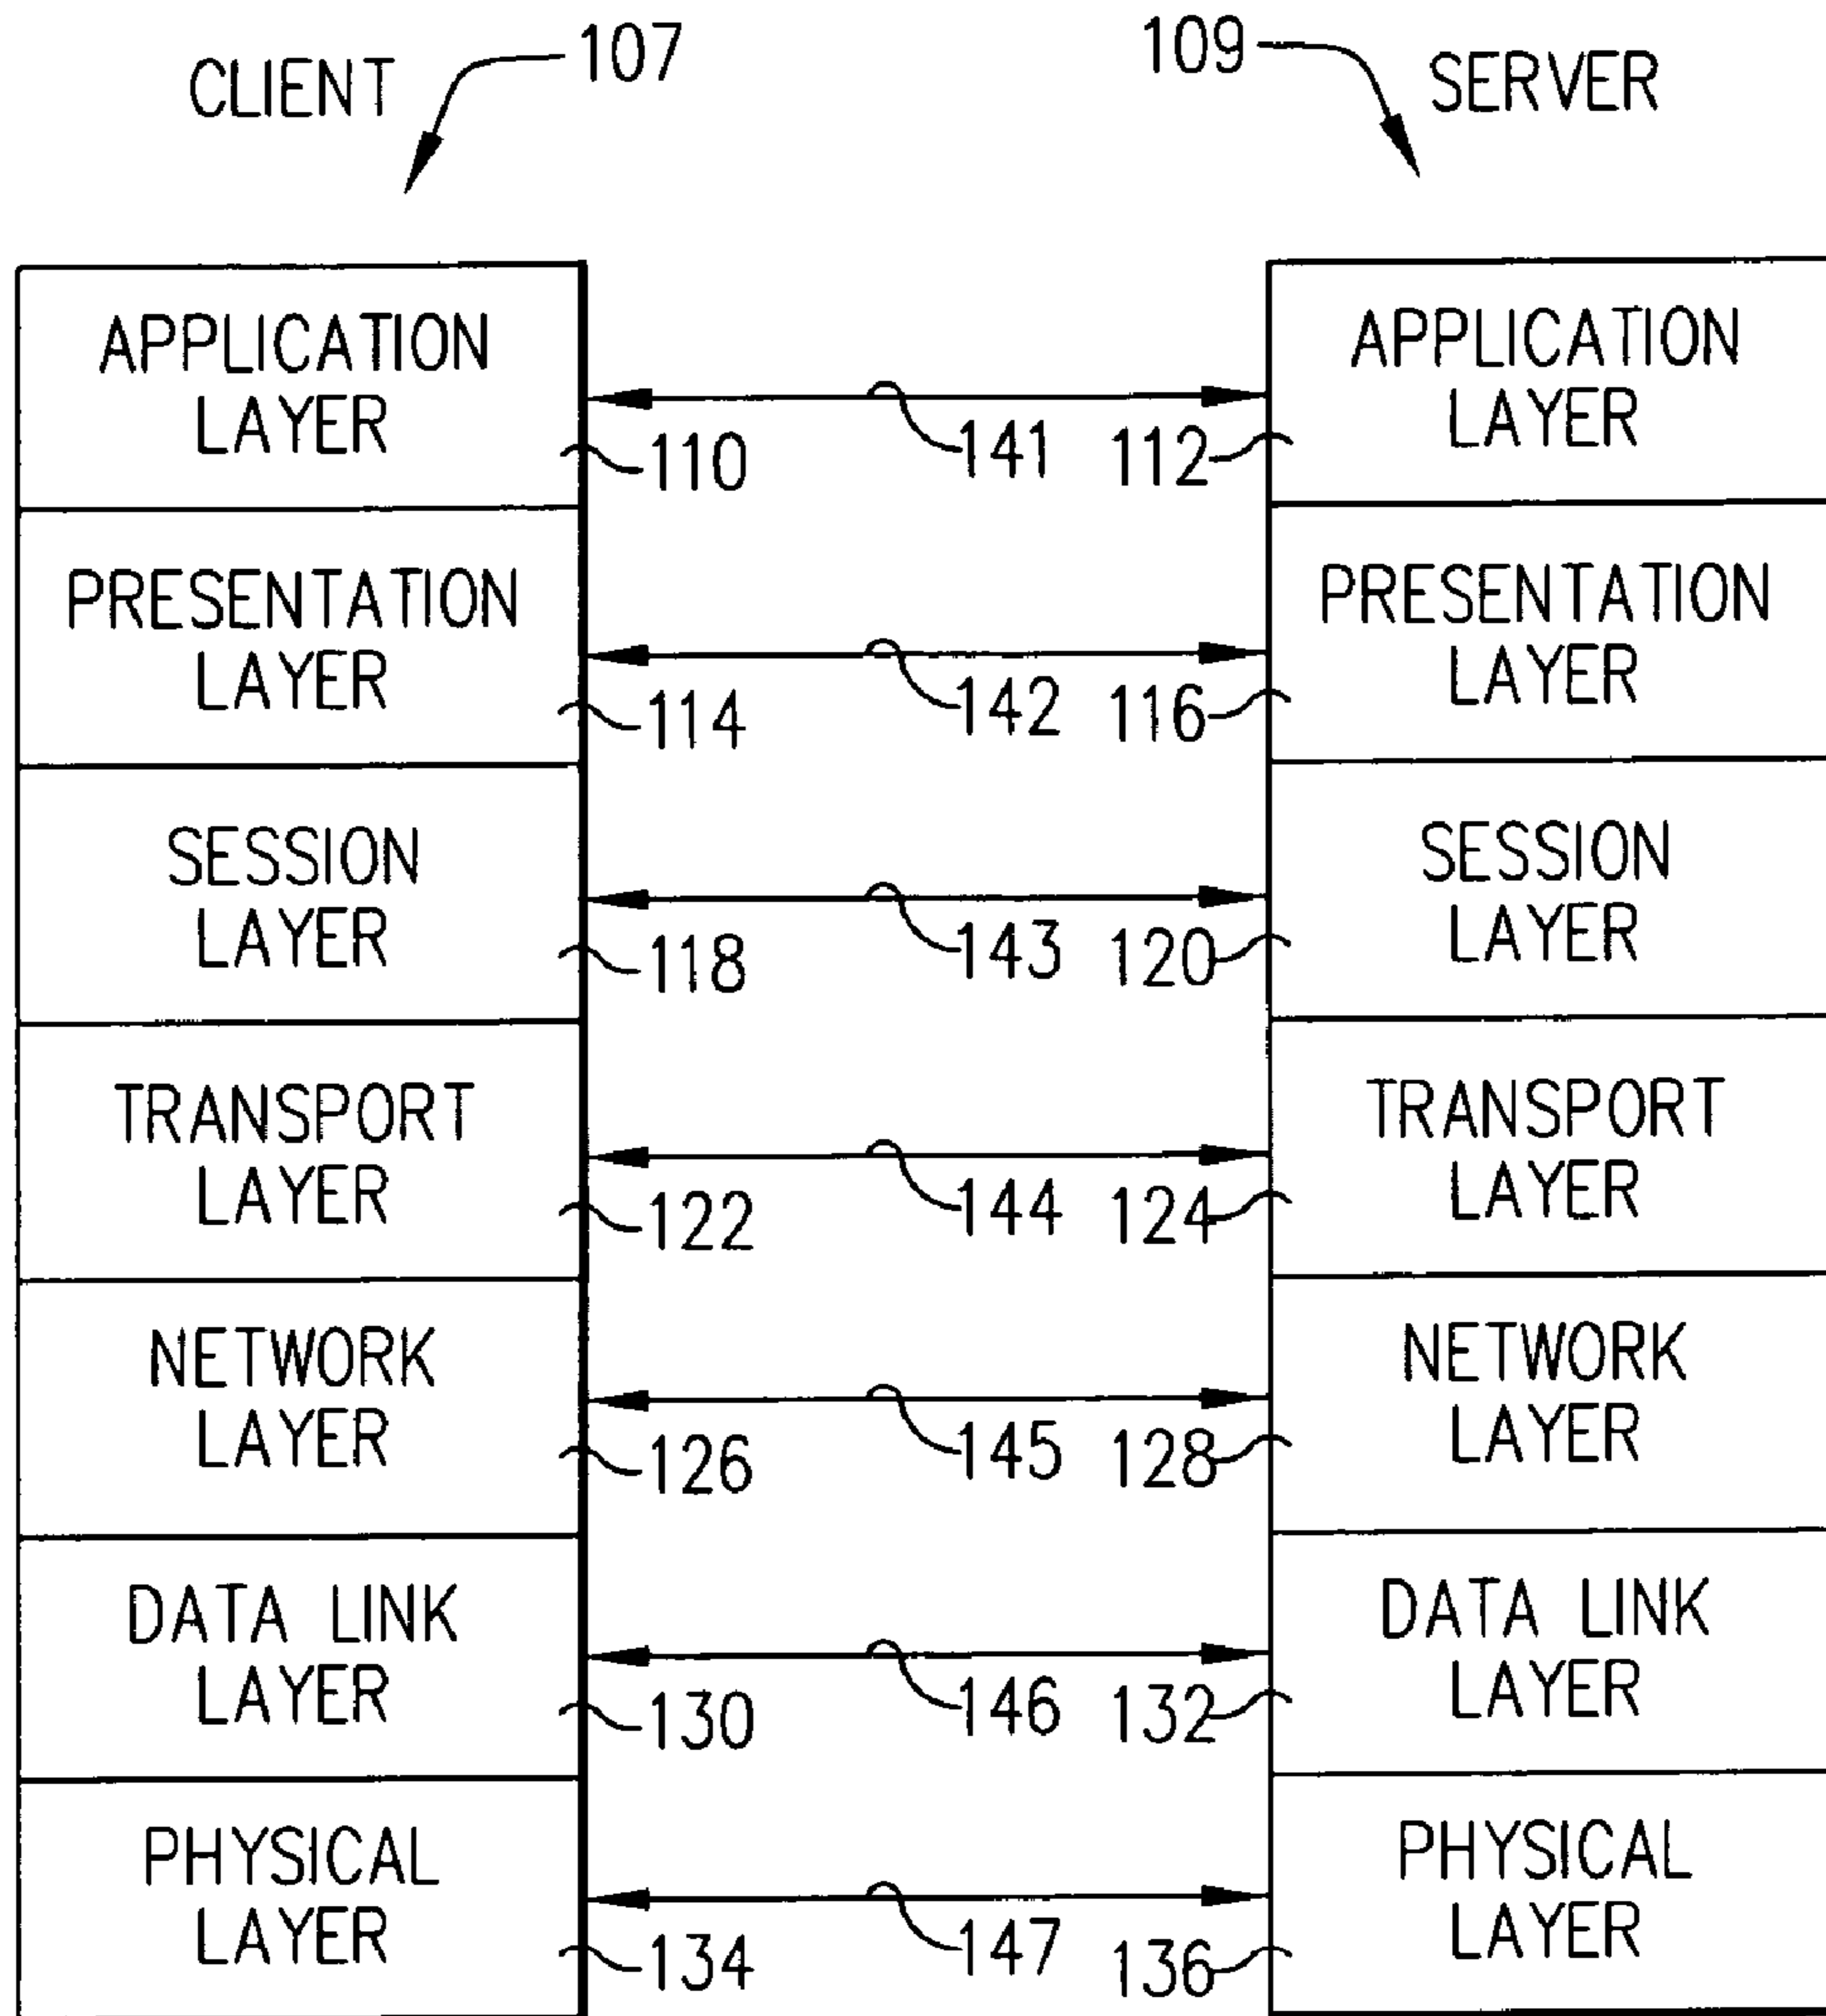 CLIENT 107 109 SERVER
APPLICATION LAYER 110 141 112 APPLICATION LAYER
PRESENTATION LAYER 114 142 116 PRESENTATION LAYER
SESSION LAYER 118 143 120 SESSION LAYER
TRANSPORT LAYER 122 144 124 TRANSPORT LAYER
NETWORK LAYER 126 145 128 NETWORK LAYER
DATA LINK LAYER 130 146 132 DATA LINK LAYER
PHYSICAL LAYER 134 147 136 PHYSICAL LAYER